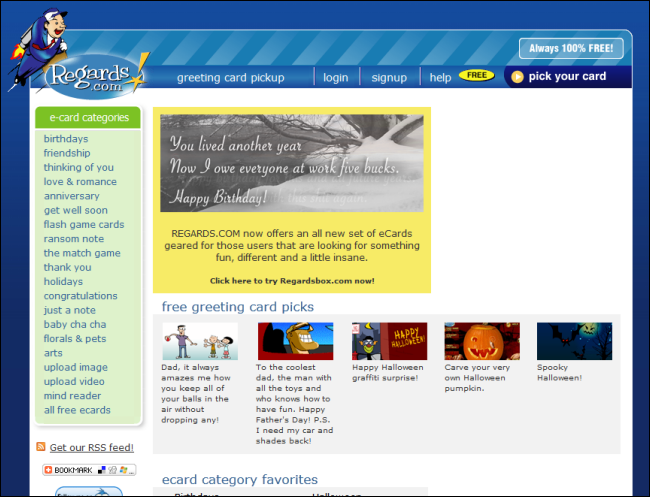 Always 100% FREE!
Regards
.com
greeting card pickup
login
signup
help
FREE
pick your card
e-card categories
birthdays
friendship
thinking of you
love & romance
anniversary
get well soon
flash game cards
ransom note
the match game
thank you
holidays
congratulations
just a note
baby cha cha
florals & pets
arts
upload image
upload video
mind reader
all free ecards
Get our RSS feed!
BOOKMARK
You lived another year
Now I owe everyone at work five bucks.
Happy Birthday!
REGARDS.COM now offers an all new set of eCards
geared for those users that are looking for something
fun, different and a little insane.
Click here to try Regardsbox.com now!
free greeting card picks
HAPPY
HALLOWEEN!
Dad, it always
amazes me how
you keep all of
your balls in the
air without
dropping any!
To the coolest
dad, the man with
all the toys and
who knows how to
have fun. Happy
Father's Day! P.S.
I need my car and
shades back!
Happy Halloween
graffiti surprise!
Carve your very
own Halloween
pumpkin.
Spooky
Halloween!
ecard category favorites
Birthdays
Halloween